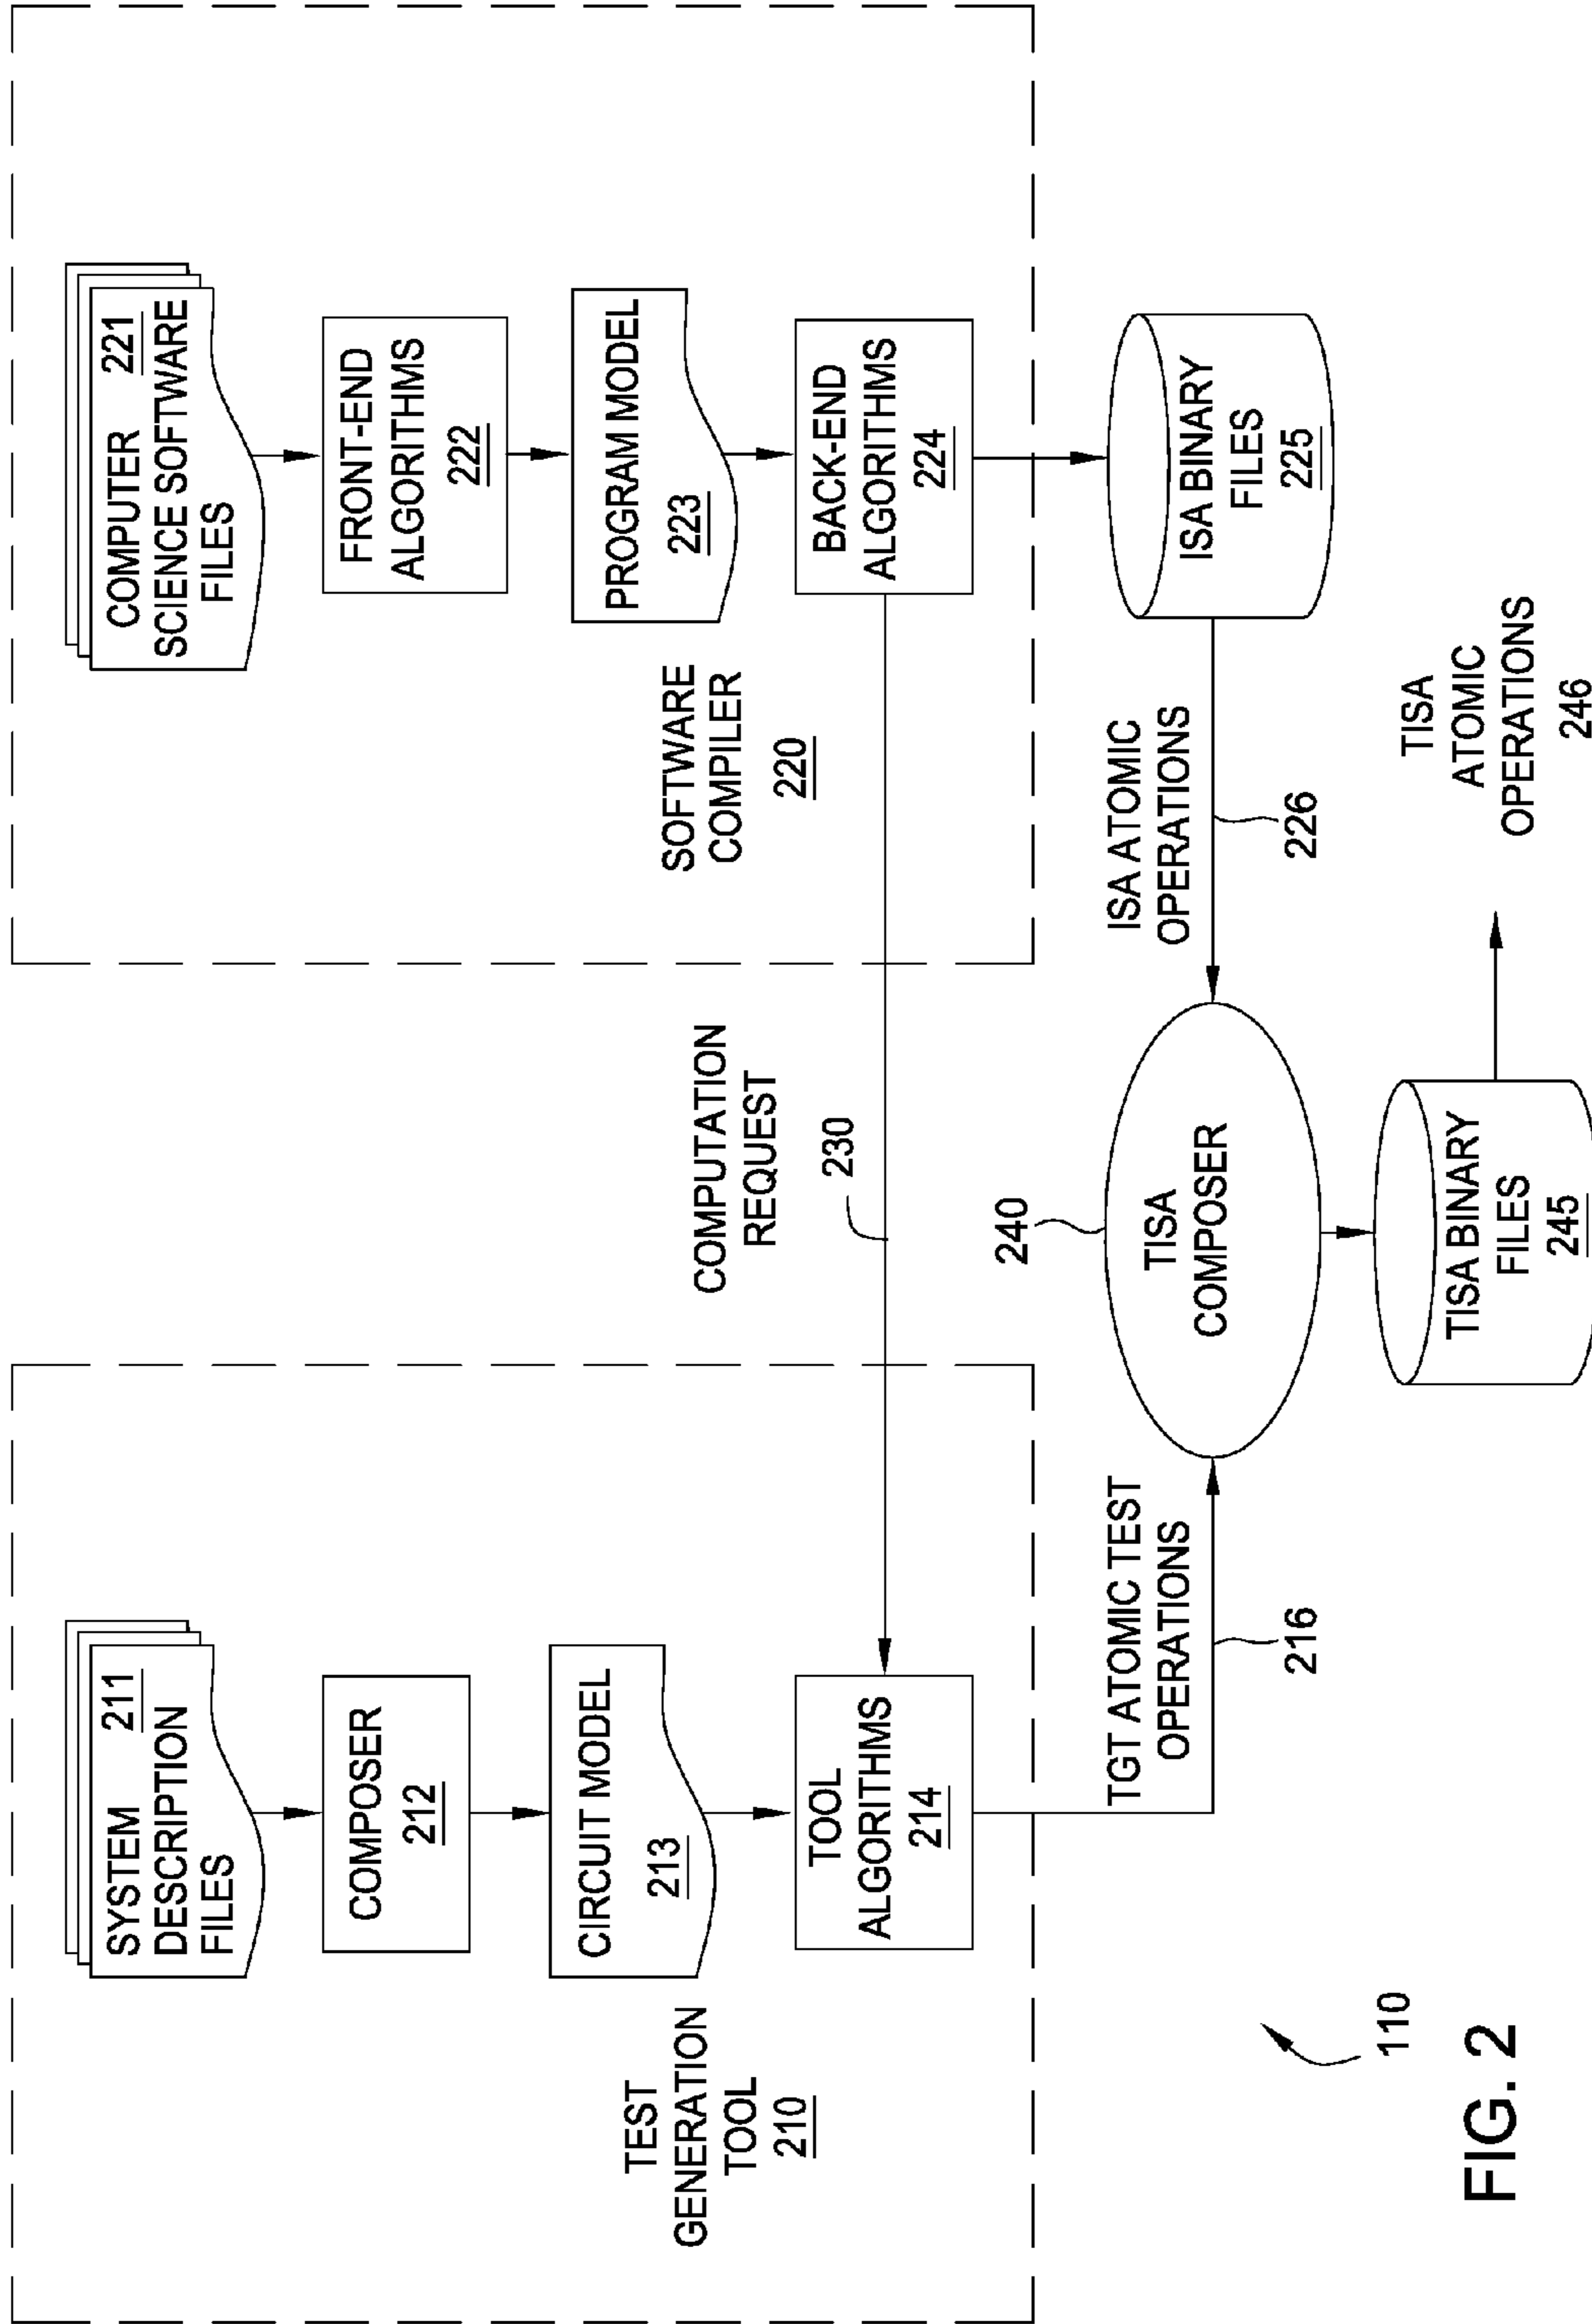 SYSTEM 211
DESCRIPTION
FILES
COMPOSER
212
CIRCUIT MODEL
213
TOOL
ALGORITHMS
214
TEST
GENERATION
TOOL
210
COMPUTER 221
SCIENCE SOFTWARE
FILES
FRONT-END
ALGORITHMS
222
PROGRAM MODEL
223
BACK-END
ALGORITHMS
224
SOFTWARE
COMPILER
220
COMPUTATION
REQUEST
230
TGT ATOMIC TEST
OPERATIONS
216
240
TISA
COMPOSER
ISA ATOMIC
OPERATIONS
226
ISA BINARY
FILES
225
TISA BINARY
FILES
245
TISA
ATOMIC
OPERATIONS
246
110
FIG. 2